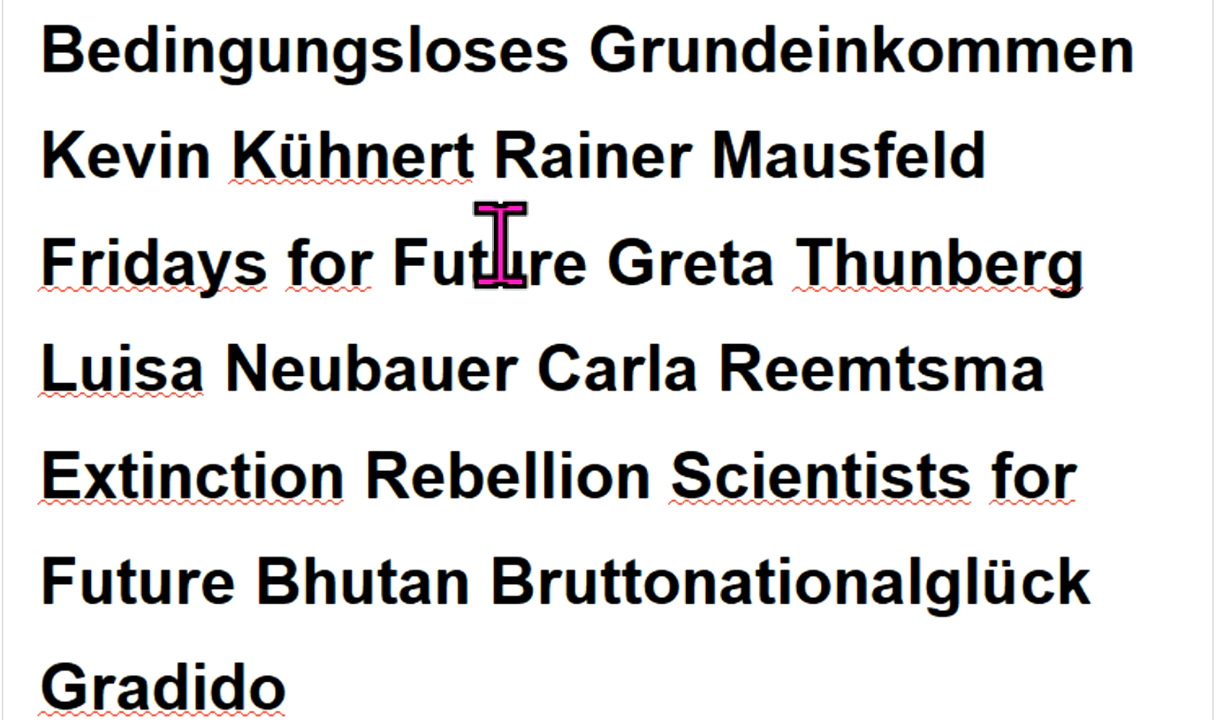 Bedingungsloses Grundeinkommen
Kevin Kühnert Rainer Mausfeld
Fridays for Future Greta Thunberg
Luisa Neubauer Carla Reemtsma
Extinction Rebellion Scientists for
Future Bhutan Bruttonationalglück
Gradido